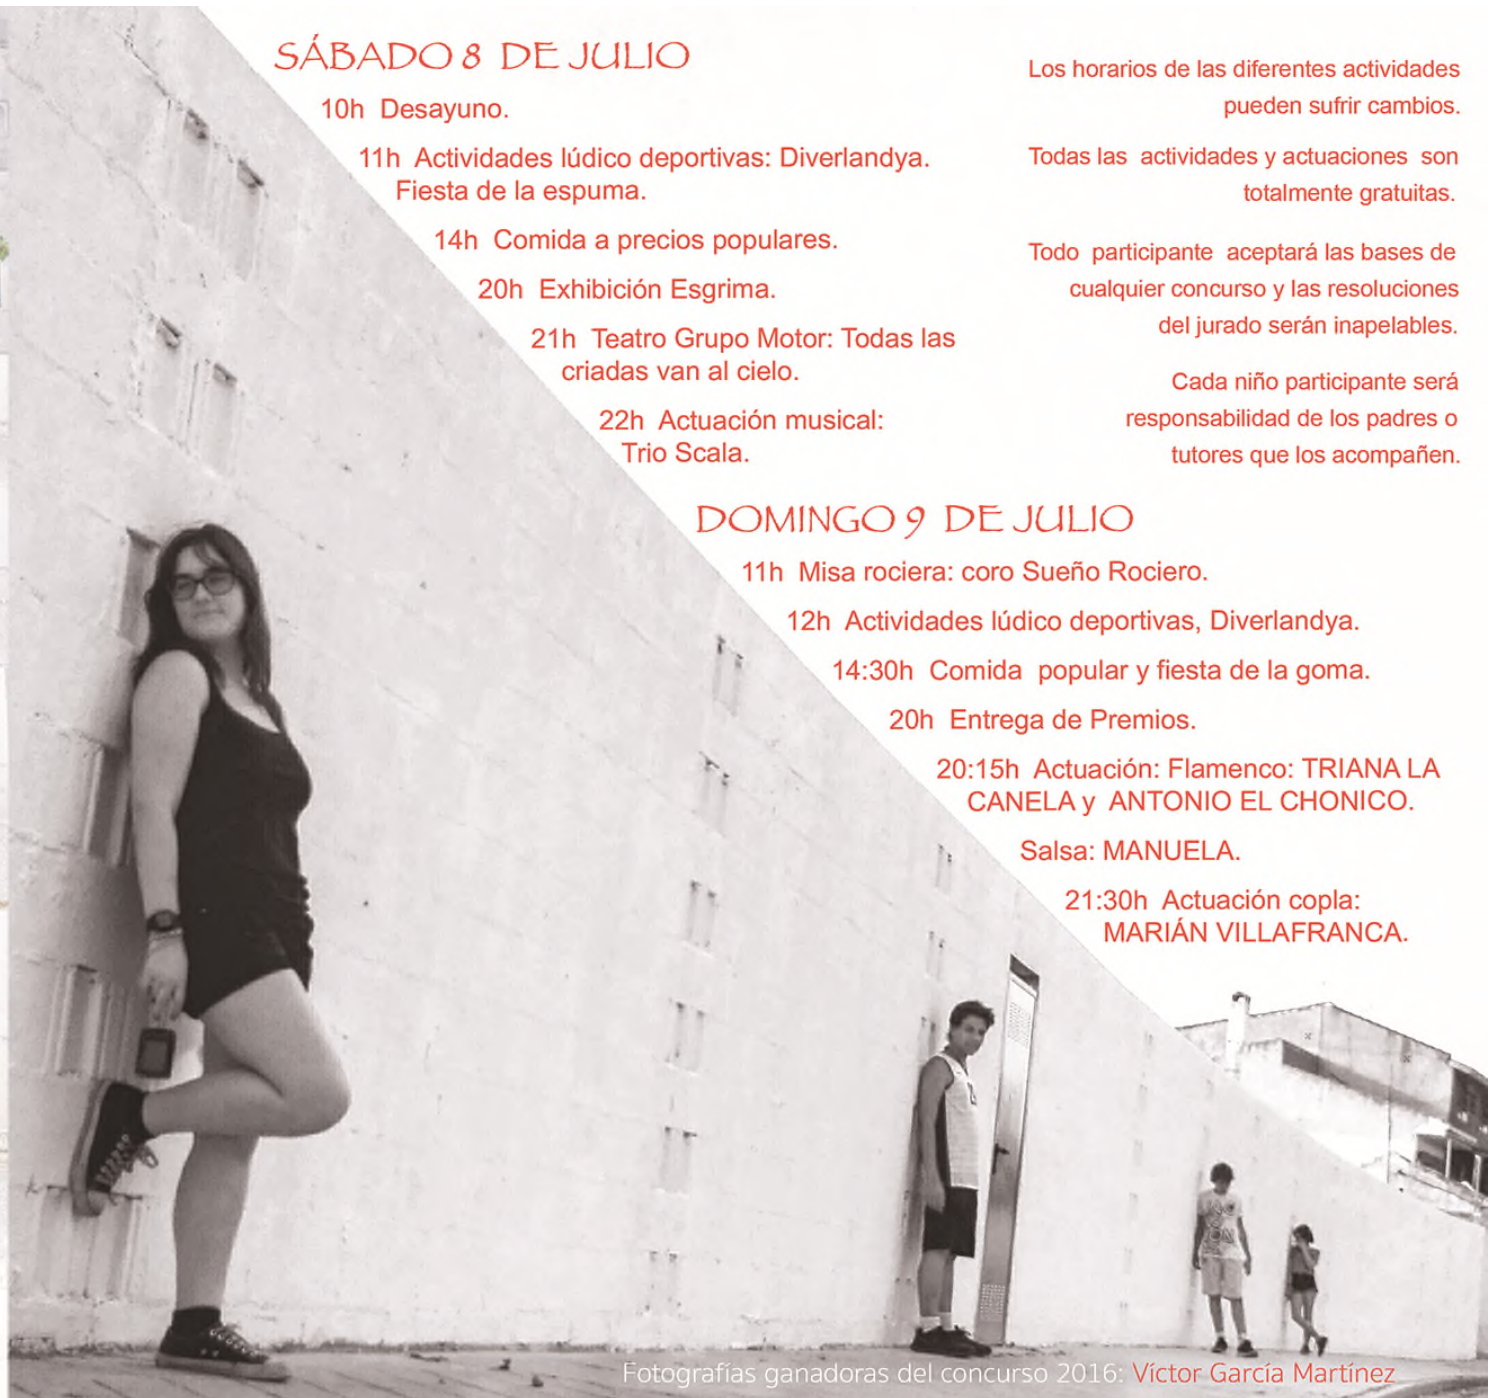 SÁBADO 8 DE JULIO
10h Desayuno.
11h Actividades lúdico deportivas: Diverlandya.
Fiesta de la espuma.
14h Comida a precios populares.
20h Exhibición Esgrima.
21h Teatro Grupo Motor: Todas las
criadas van al cielo.
22h Actuación musical:
Trio Scala.
Los horarios de las diferentes actividades
pueden sufrir cambios.
Todas las actividades y actuaciones son
totalmente gratuitas.
Todo participante aceptará las bases de
cualquier concurso y las resoluciones
del jurado serán inapelables.
Cada niño participante será
responsabilidad de los padres o
tutores que los acompañen.
DOMINGO 9 DE JULIO
11h Misa rociera: coro Sueño Rociero.
12h Actividades lúdico deportivas, Diverlandya.
14:30h Comida popular y fiesta de la goma.
20h Entrega de Premios.
20:15h Actuación: Flamenco: TRIANA LA
CANELA y ANTONIO EL CHONICO.
Salsa: MANUELA.
21:30h Actuación copla:
MARIÁN VILLAFRANCA.
Fotografías ganadoras del concurso 2016: Víctor García Martínez